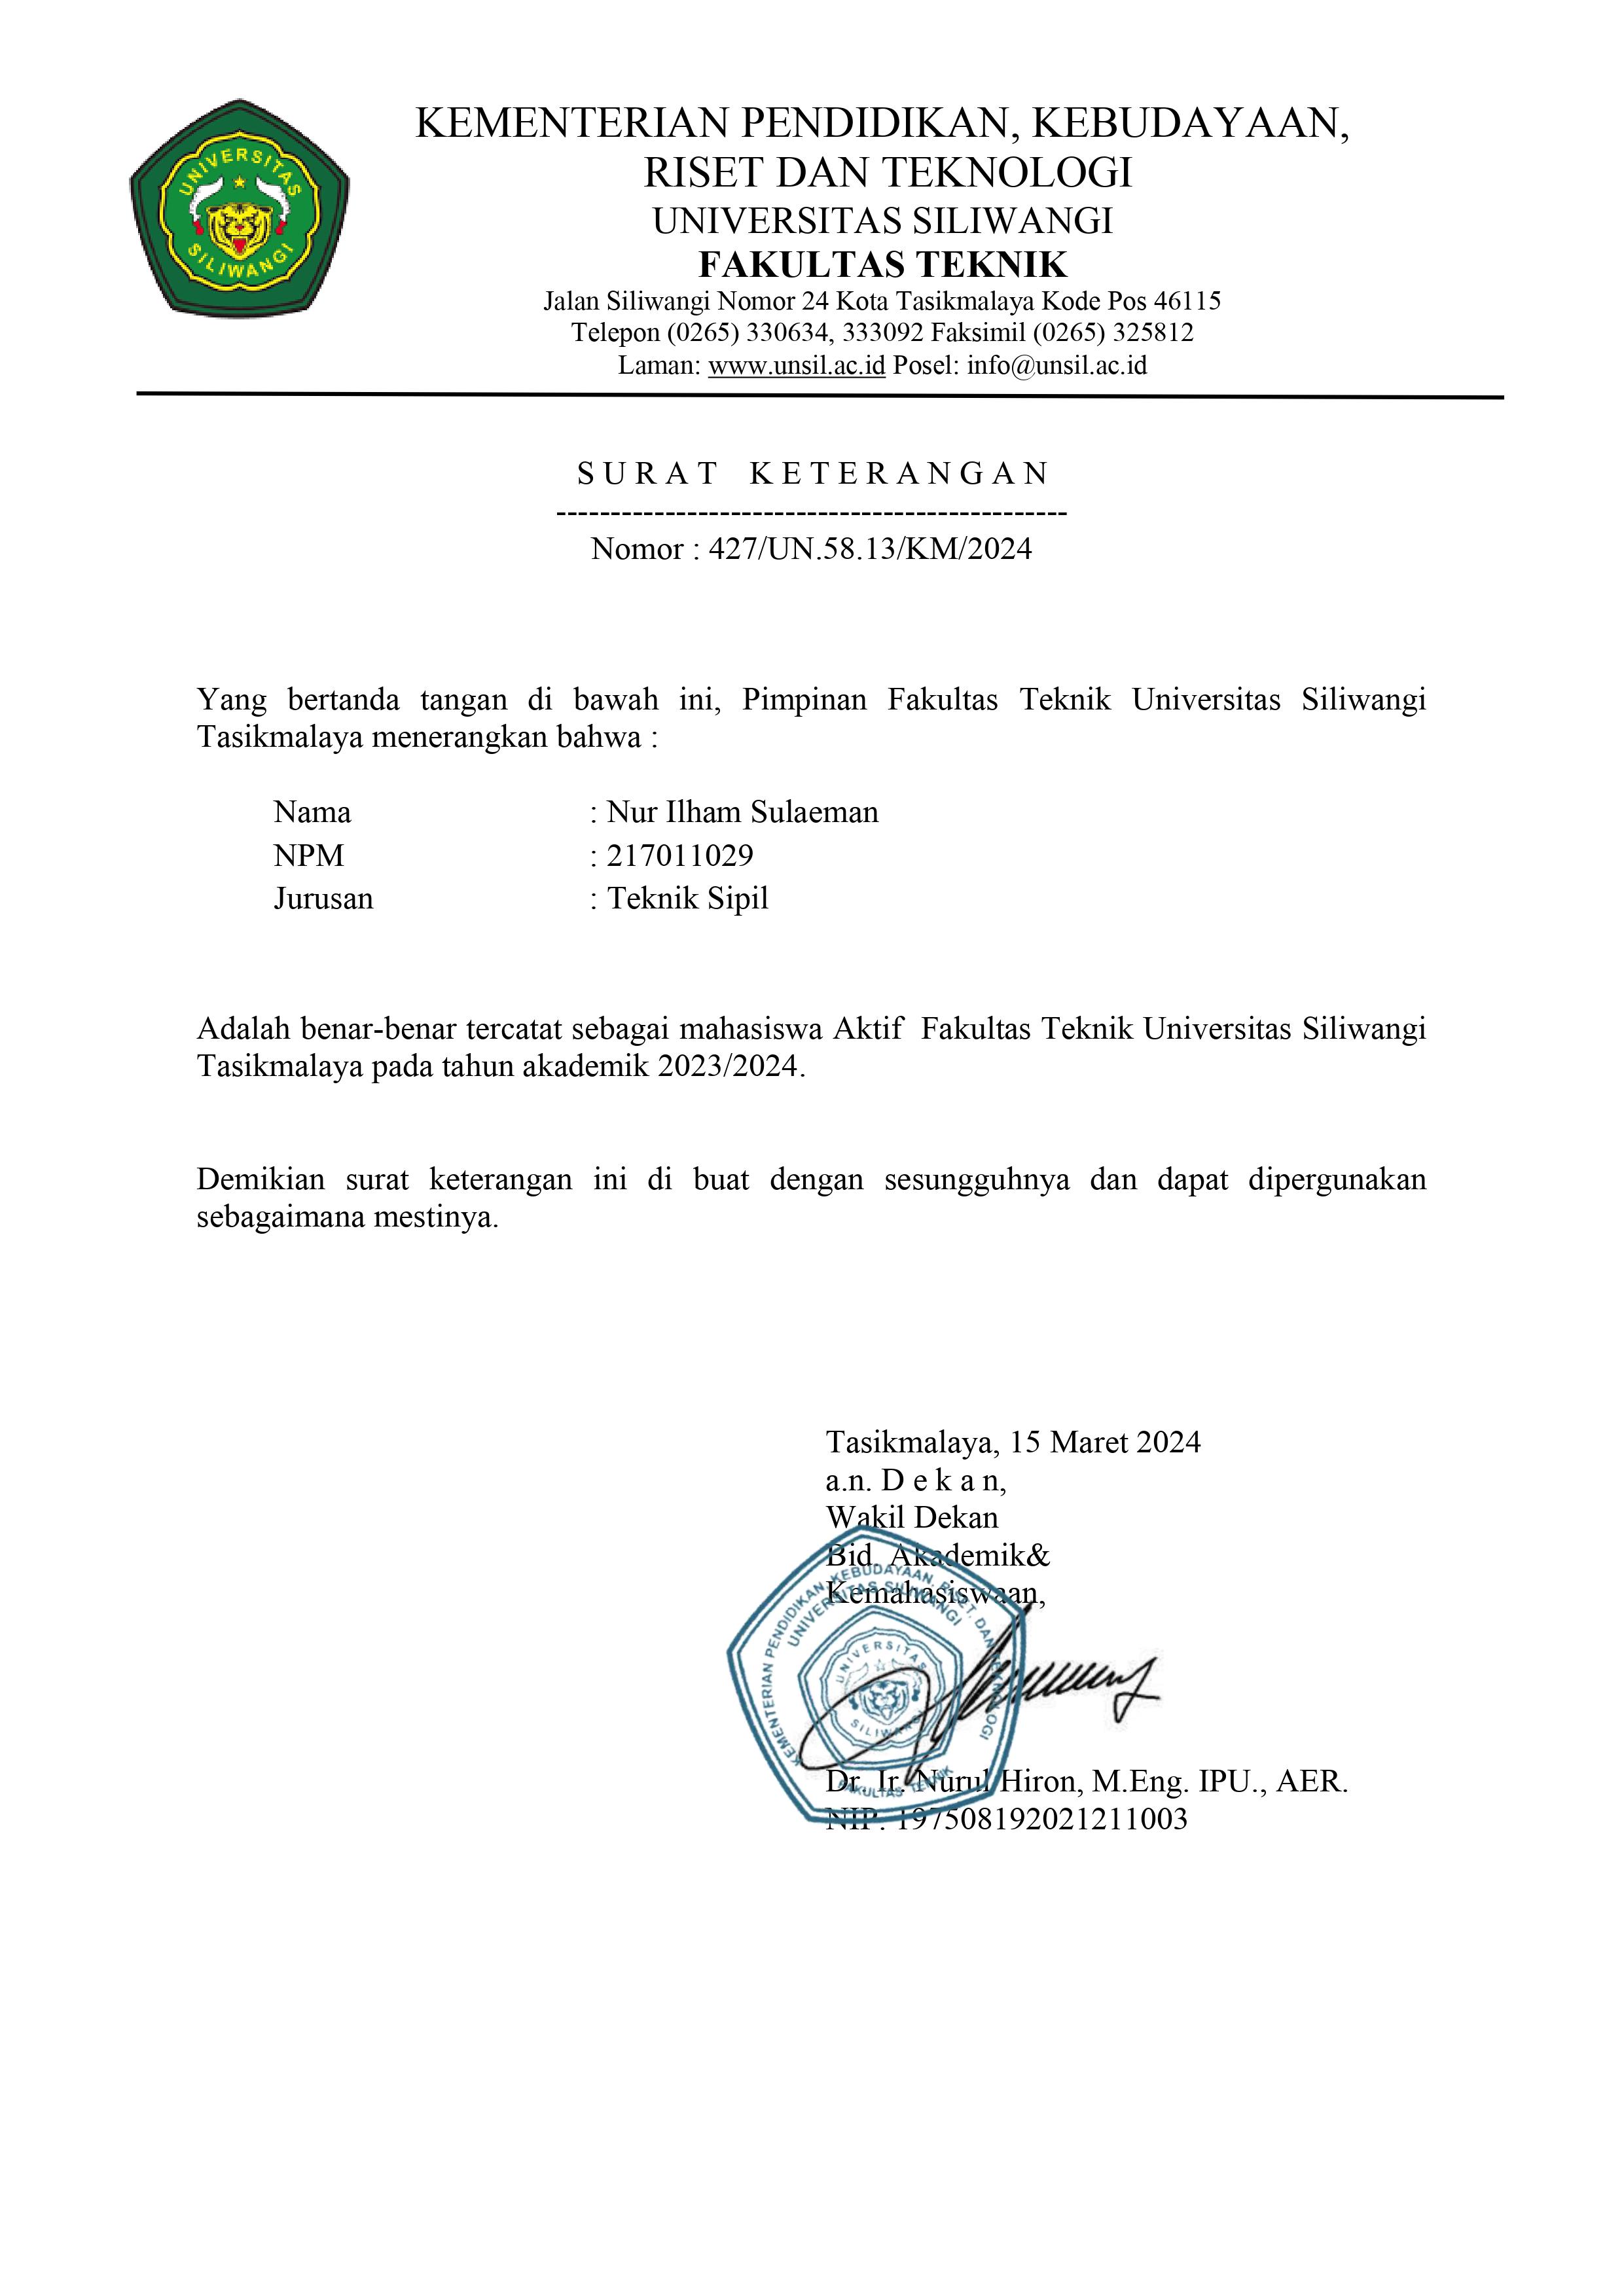 UNIVERSITAS
SILIWANGI
KEMENTERIAN PENDIDIKAN, KEBUDAYAAN,
RISET DAN TEKNOLOGI
UNIVERSITAS SILIWANGI
FAKULTAS TEKNIK
Jalan Siliwangi Nomor 24 Kota Tasikmalaya Kode Pos 46115
Telepon (0265) 330634, 333092 Faksimil (0265) 325812
Laman: www.unsil.ac.id Posel: info@unsil.ac.id
S U R A T   K E T E R A N G A N
-----------------------------------------------
Nomor : 427/UN.58.13/KM/2024
Yang bertanda tangan di bawah ini, Pimpinan Fakultas Teknik Universitas Siliwangi
Tasikmalaya menerangkan bahwa :
Nama : Nur Ilham Sulaeman
NPM : 217011029
Jurusan : Teknik Sipil
Adalah benar-benar tercatat sebagai mahasiswa Aktif  Fakultas Teknik Universitas Siliwangi
Tasikmalaya pada tahun akademik 2023/2024.
Demikian surat keterangan ini di buat dengan sesungguhnya dan dapat dipergunakan
sebagaimana mestinya.
Tasikmalaya, 15 Maret 2024
a.n. D e k a n,
Wakil Dekan
Bid. Akademik&
Kemahasiswaan,
KEMENTERIAN PENDIDIKAN, KEBUDAYAAN, RISET, DAN TEKNOLOGI
UNIVERSITAS SILIWANGI
UNIVERSITAS
SILIWANGI
FAKULTAS TEKNIK
Dr. Ir. Nurul Hiron, M.Eng. IPU., AER.
NIP. 197508192021211003